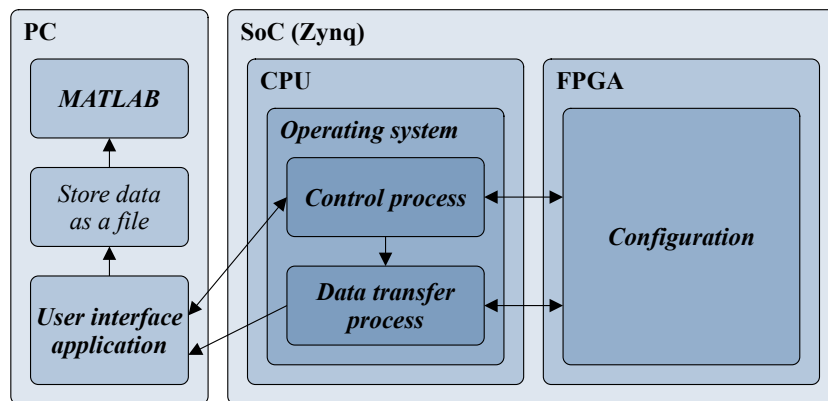 PC
MATLAB
Store data
as a file
User interface
application
SoC (Zynq)
CPU
Operating system
Control process
Data transfer
process
FPGA
Configuration